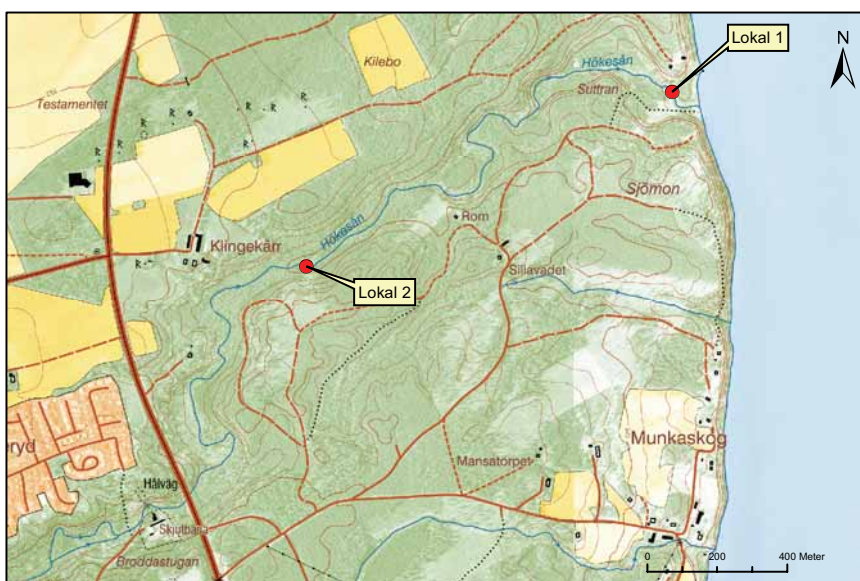 Lokal 1
N
Hökesån
Kilebo
Suttran
Testamentet
Sjömon
Rom
Hökesån
Klingekärr
Sillavadet
Lokal 2
Munkaskog
eryd
Mansatorpet
Hålväg
Skjutbana
Broddastugan
0 200 400 Meter